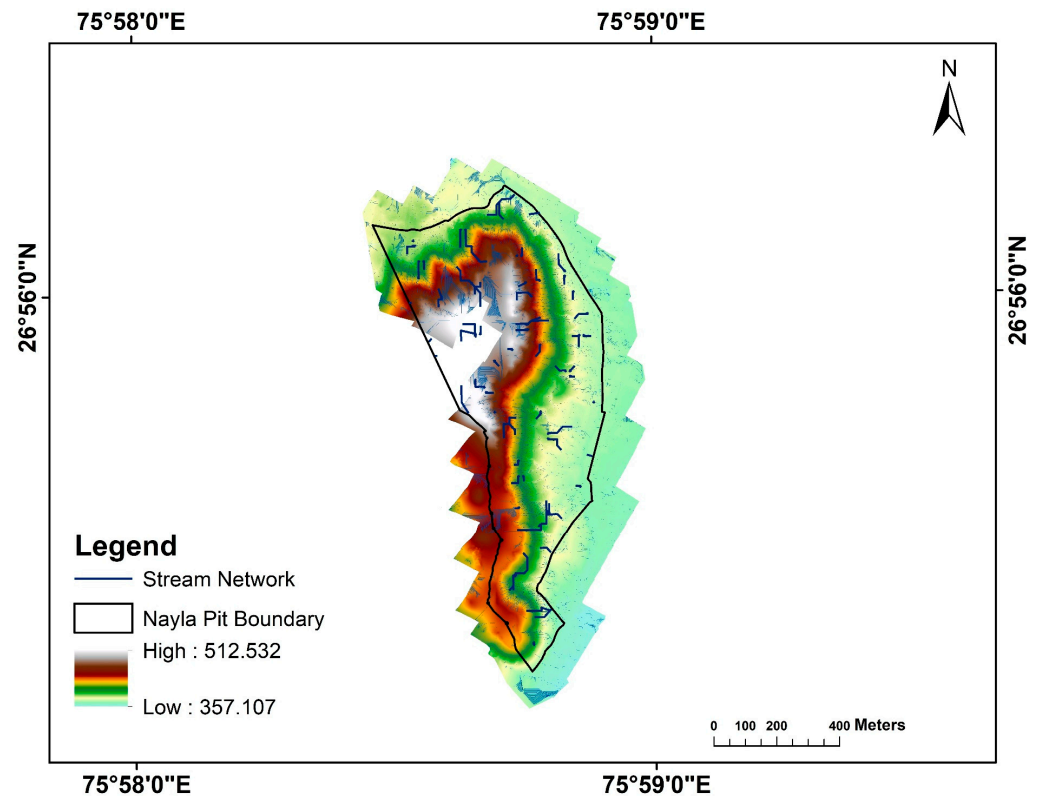 75°58'0"E
75°59'0"E
N
26°56'0"N
26°56'0"N
Legend
Stream Network
Nayla Pit Boundary
High : 512.532
Low : 357.107
0 100 200 400 Meters
75°58'0"E
75°59'0"E